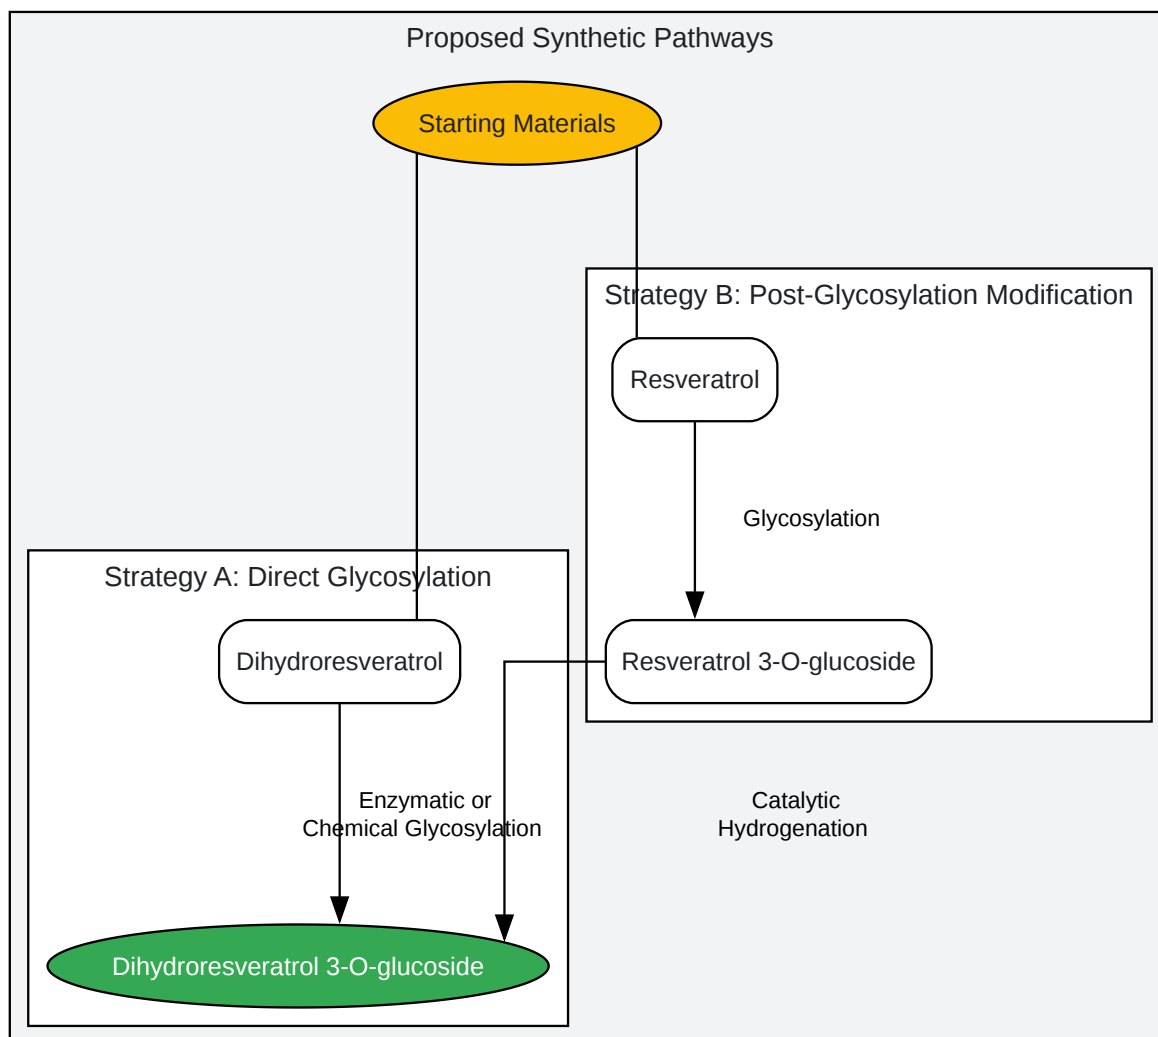 Proposed Synthetic Pathways
Starting Materials
Strategy B: Post-Glycosylation Modification
Resveratrol
Glycosylation
Strategy A: Direct Glycosylation
Dihydroresveratrol
Resveratrol 3-O-glucoside
Enzymatic or
Chemical Glycosylation
Catalytic
Hydrogenation
Dihydroresveratrol 3-O-glucoside